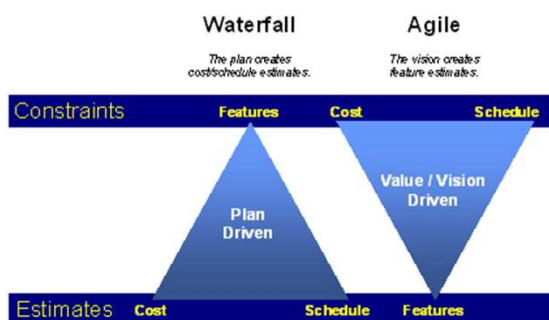 Waterfall
Agile
The plan creates
cost/schedule estimates.
The vision creates
feature estimates.
Constraints
Features
Cost
Schedule
Value / Vision
Driven
Plan
Driven
Estimates
Cost
Schedule
Features